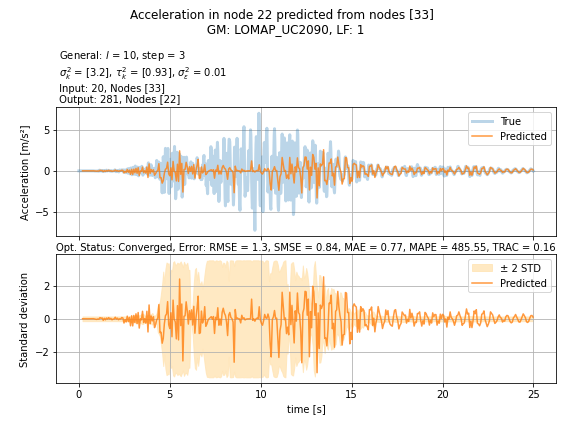 Acceleration in node 22 predicted from nodes [33]
GM: LOMAP_UC2090, LF: 1
General: l = 10, step = 3
σ_k^2 = [3.2], τ_k^2 = [0.93], σ_ε^2 = 0.01
Input: 20, Nodes [33]
Output: 281, Nodes [22]
Acceleration [m/s²]
5
0
−5
True
Predicted
Opt. Status: Converged, Error: RMSE = 1.3, SMSE = 0.84, MAE = 0.77, MAPE = 485.55, TRAC = 0.16
Standard deviation
2
0
−2
± 2 STD
Predicted
0 5 10 15 20 25
time [s]